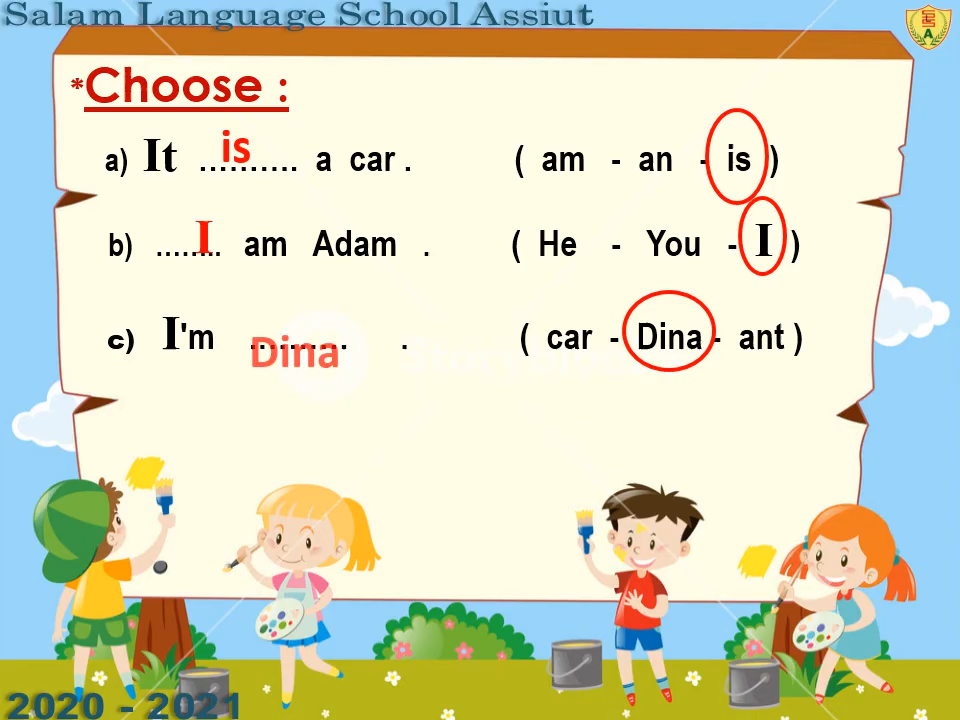 Salam Language School Assiut
A
*Choose :
a) It .......... a car . ( am - an - is )
is
b) ........ am Adam . ( He - You - I )
I
c) I'm .......... . ( car - Dina - ant )
Dina
2020 - 2021